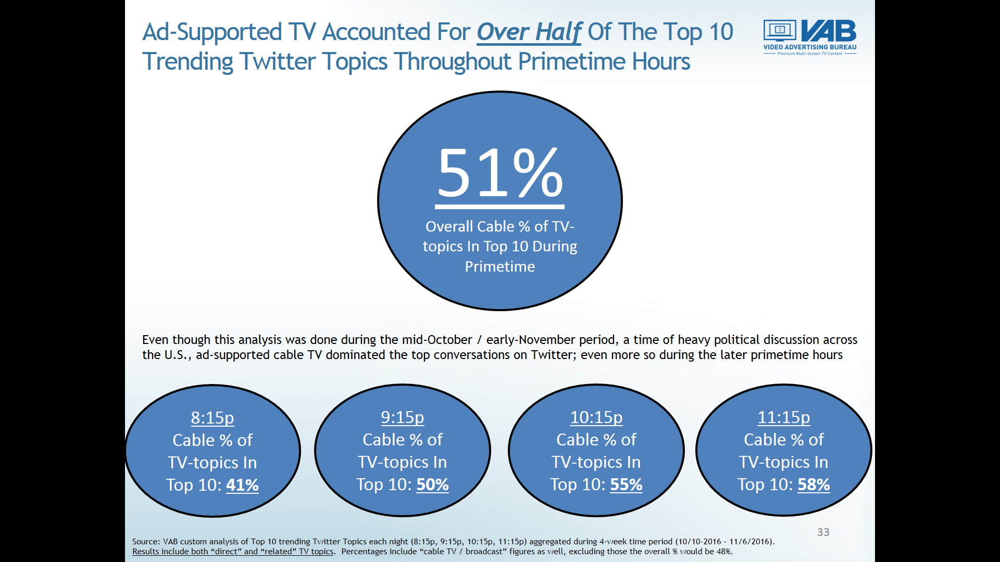 Ad-Supported TV Accounted For Over Half Of The Top 10
Trending Twitter Topics Throughout Primetime Hours
VAB
VIDEO ADVERTISING BUREAU
Premium Multi-Screen TV Content
51%
Overall Cable % of TV-
topics In Top 10 During
Primetime
Even though this analysis was done during the mid-October / early-November period, a time of heavy political discussion across
the U.S., ad-supported cable TV dominated the top conversations on Twitter; even more so during the later primetime hours
8:15p
Cable % of
TV-topics In
Top 10: 41%
9:15p
Cable % of
TV-topics In
Top 10: 50%
10:15p
Cable % of
TV-topics In
Top 10: 55%
11:15p
Cable % of
TV-topics In
Top 10: 58%
33
Source: VAB custom analysis of Top 10 trending Twitter Topics each night (8:15p, 9:15p, 10:15p, 11:15p) aggregated during 4-week time period (10/10-2016 - 11/6/2016).
Results include both “direct” and “related” TV topics. Percentages include “cable TV / broadcast” figures as well, excluding those the overall % would be 48%.